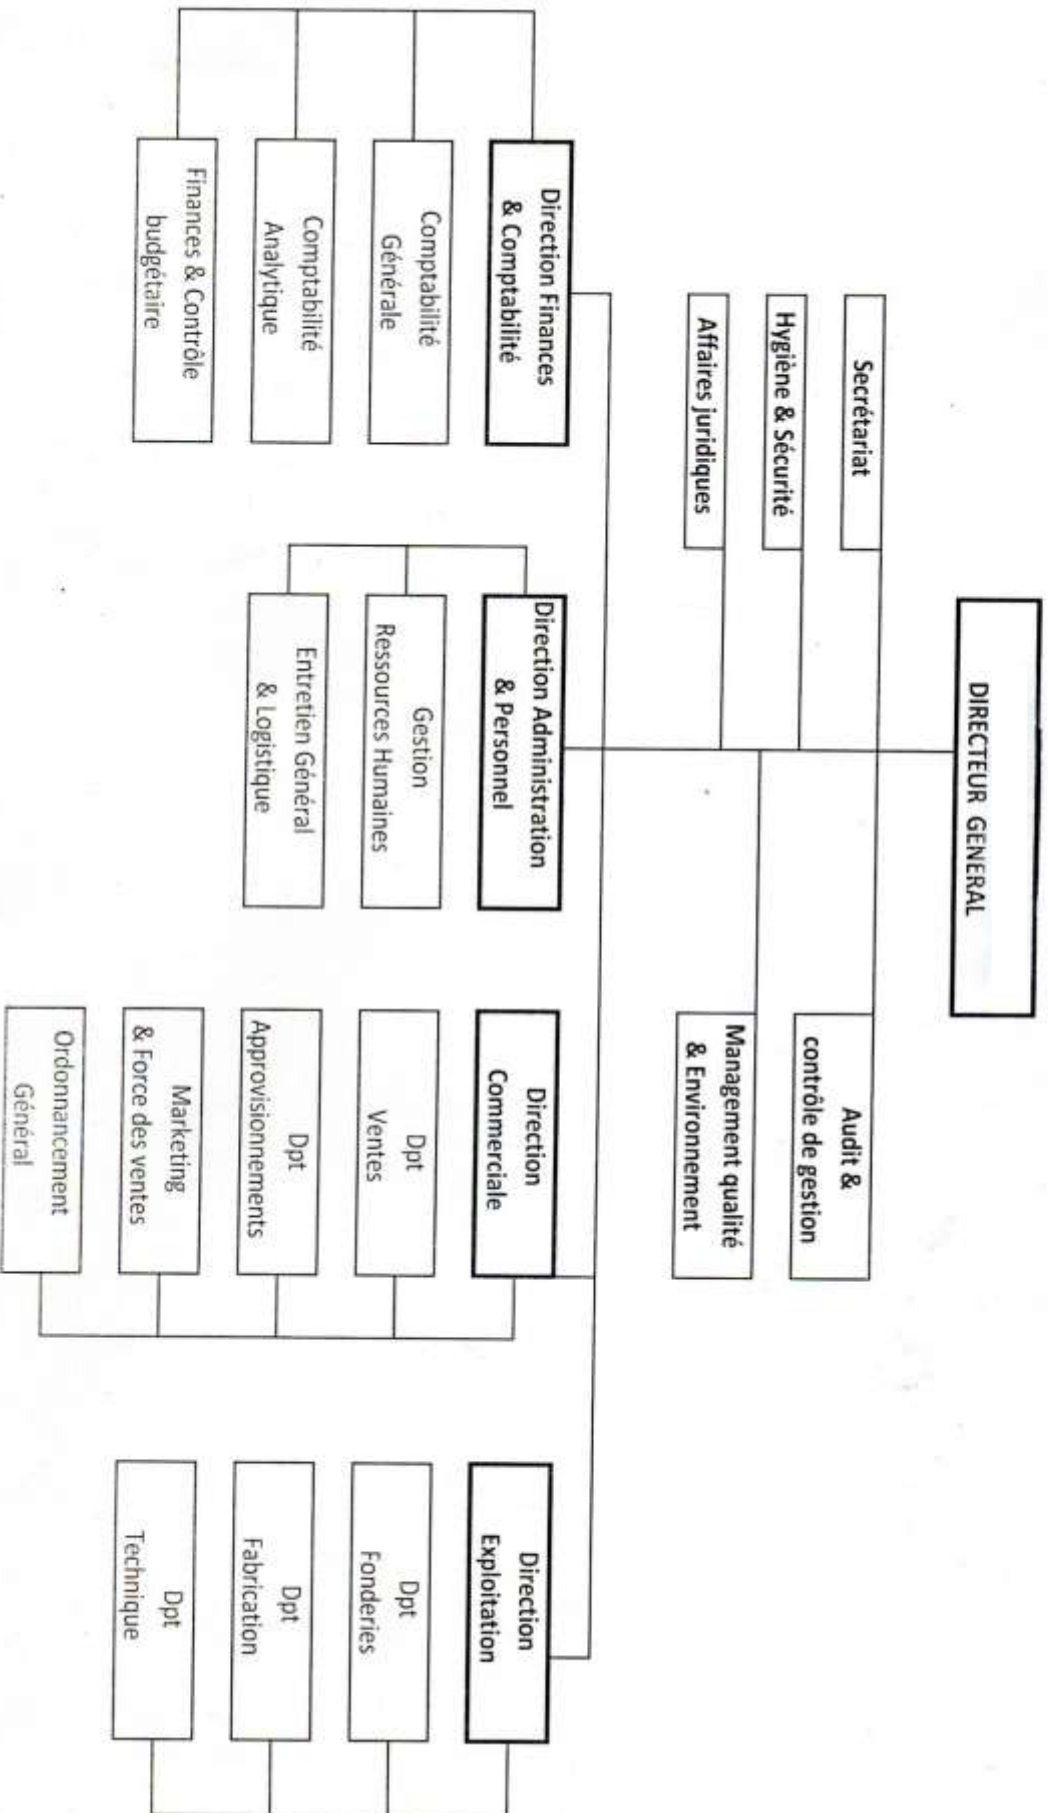 DIRECTEUR GENERAL
Secrétariat
Audit &
contrôle de gestion
Hygiène & Sécurité
Management qualité
& Environnement
Affaires juridiques
Direction Finances
& Comptabilité
Comptabilité
Générale
Comptabilité
Analytique
Finances & Contrôle
budgétaire
Direction Administration
& Personnel
Gestion
Ressources Humaines
Entretien Général
& Logistique
Direction
Commerciale
Dpt
Ventes
Dpt
Approvisionnements
Marketing
& Force des ventes
Ordonnancement
Général
Direction
Exploitation
Dpt
Fonderies
Dpt
Fabrication
Dpt
Technique